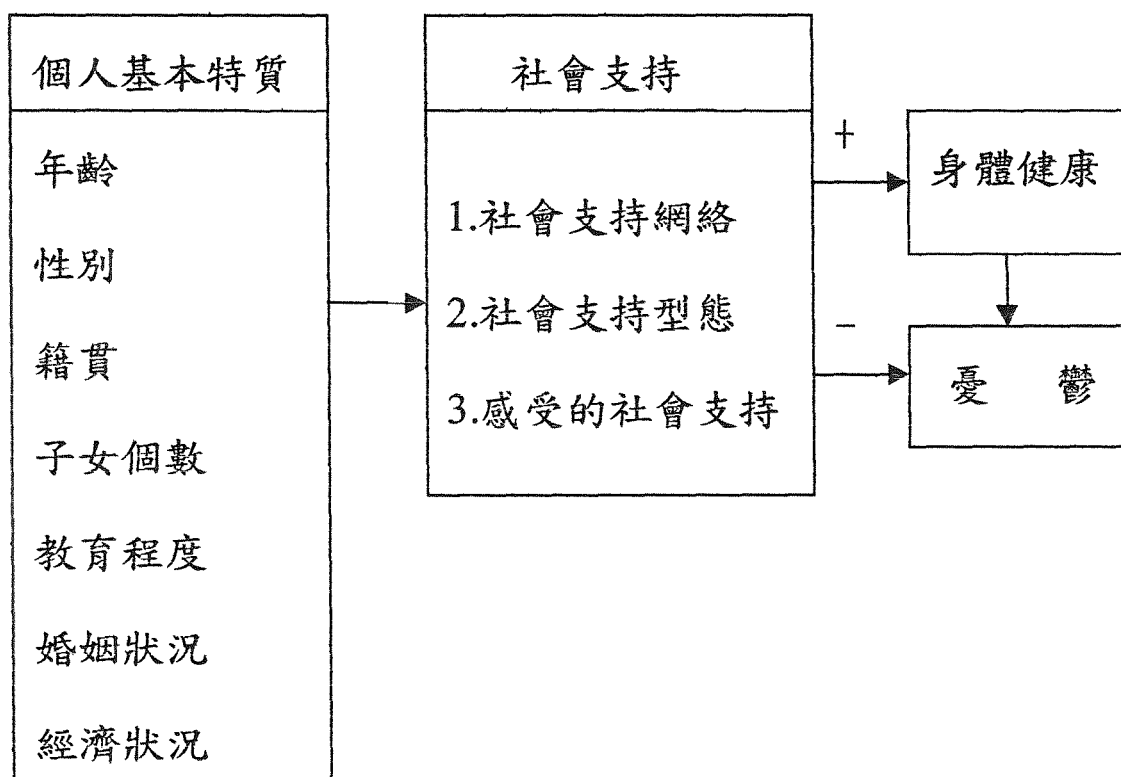 個人基本特質
年齡
性別
籍貫
子女個數
教育程度
婚姻狀況
經濟狀況
社會支持
1.社會支持網絡
2.社會支持型態
3.感受的社會支持
+
身體健康
−
憂 鬱